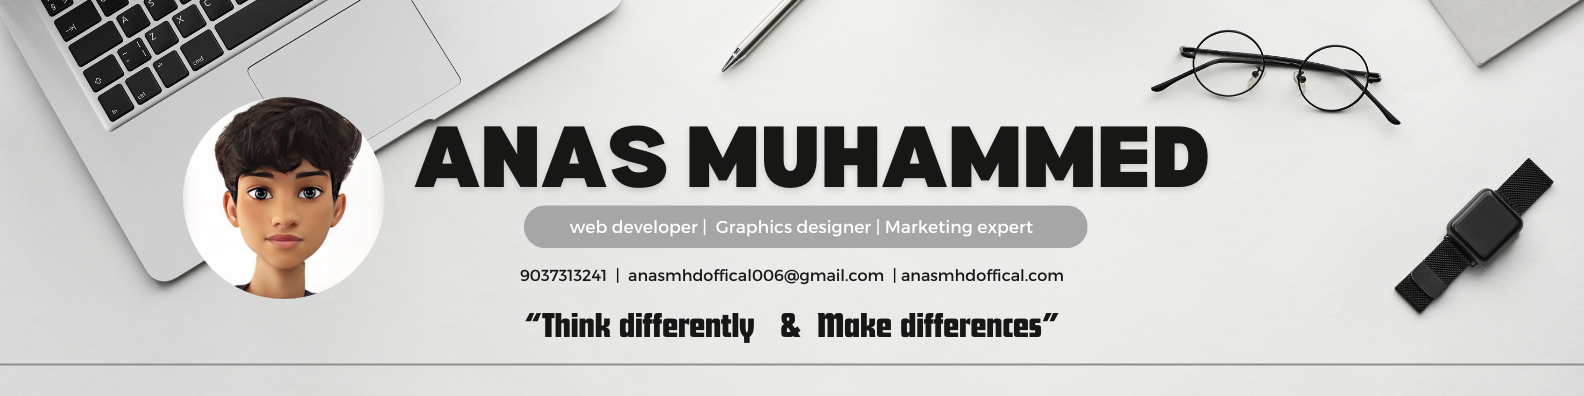 ANAS MUHAMMED
web developer | Graphics designer | Marketing expert
9037313241 | anasmhdoffical006@gmail.com | anasmhdoffical.com
“Think differently & Make differences”